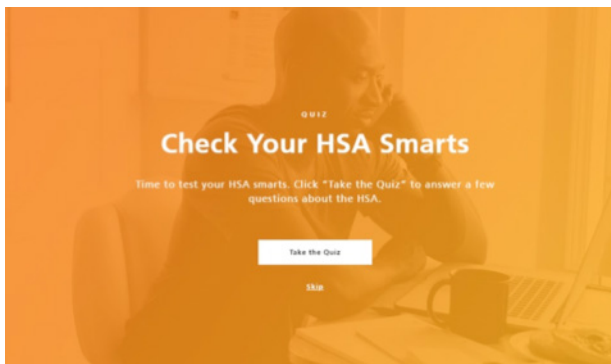 QUIZ
Check Your HSA Smarts
Time to test your HSA smarts. Click "Take the Quiz" to answer a few
questions about the HSA.
Take the Quiz
Skip